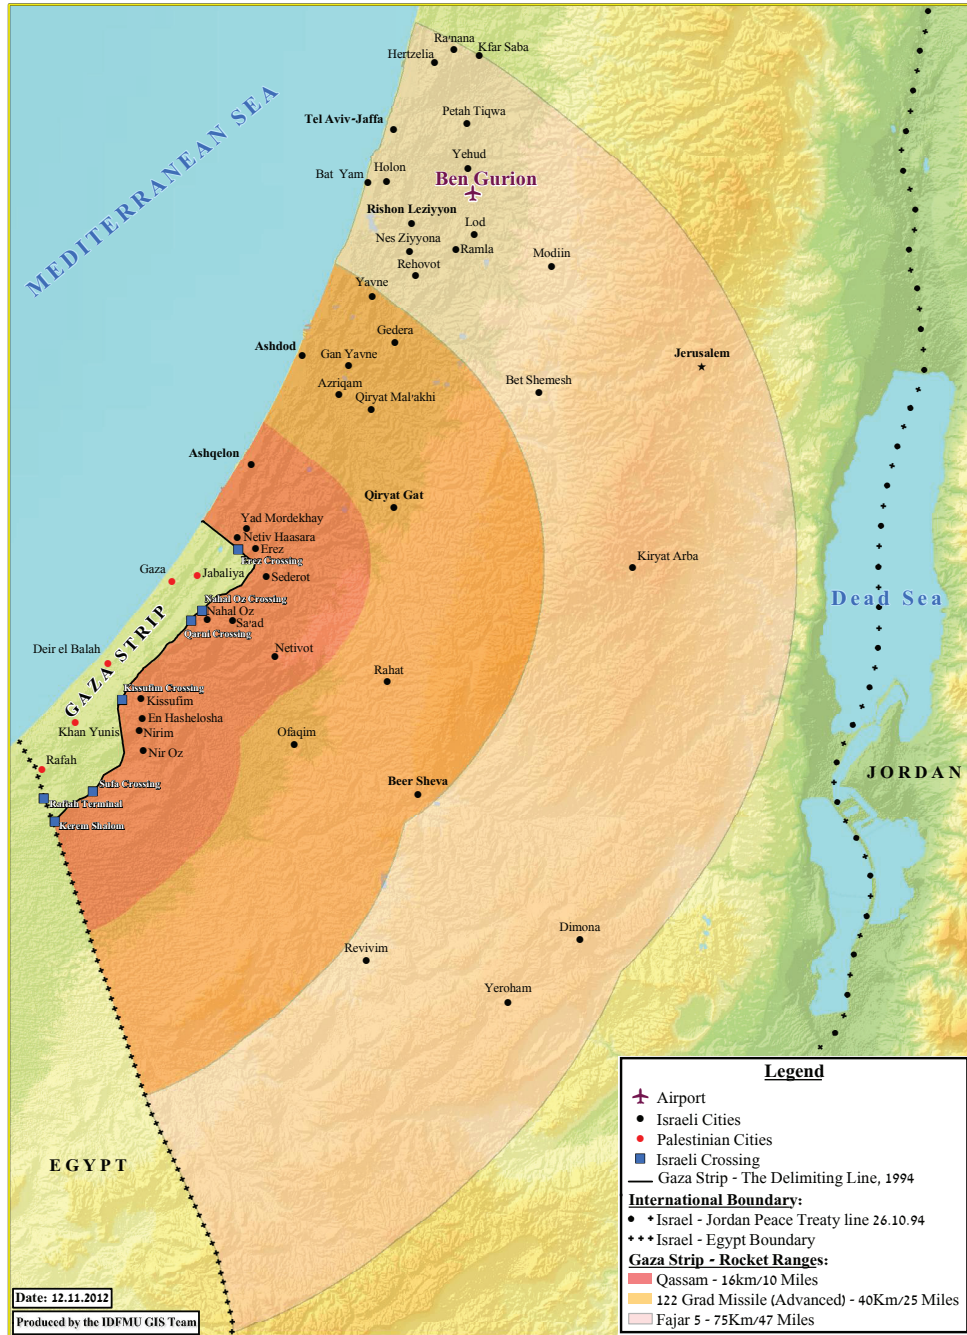 Ra'nana
Kfar Saba
Hertzelia
MEDITERRANEAN SEA
Petah Tiqwa
Tel Aviv-Jaffa
Yehud
Bat Yam
Holon
Ben Gurion
Rishon Leziyyon
Lod
Nes Ziyyona
Ramla
Modiin
Rehovot
Yavne
Gedera
Ashdod
Gan Yavne
Jerusalem
Azriqam
Bet Shemesh
Qiryat Mal'akhi
Ashqelon
Qiryat Gat
Yad Mordekhay
Netiv Haasara
Erez
Erez Crossing
Kiryat Arba
Gaza
Jabaliya
Sederot
Dead Sea
Nahal Oz Crossing
Nahal Oz
Sa'ad
Qarni Crossing
GAZA STRIP
Deir el Balah
Netivot
Rahat
Kissufim Crossing
Kissufim
En Hashelosha
Khan Yunis
Nirim
Ofaqim
Nir Oz
Rafah
JORDAN
Sufa Crossing
Beer Sheva
Rafiah Terminal
Kerem Shalom
Dimona
Revivim
Yeroham
EGYPT
Legend
Airport
Israeli Cities
Palestinian Cities
Israeli Crossing
Gaza Strip - The Delimiting Line, 1994
International Boundary:
Israel - Jordan Peace Treaty line 26.10.94
Israel - Egypt Boundary
Gaza Strip - Rocket Ranges:
Qassam - 16km/10 Miles
122 Grad Missile (Advanced) - 40Km/25 Miles
Fajar 5 - 75Km/47 Miles
Date: 12.11.2012
Produced by the IDFMU GIS Team